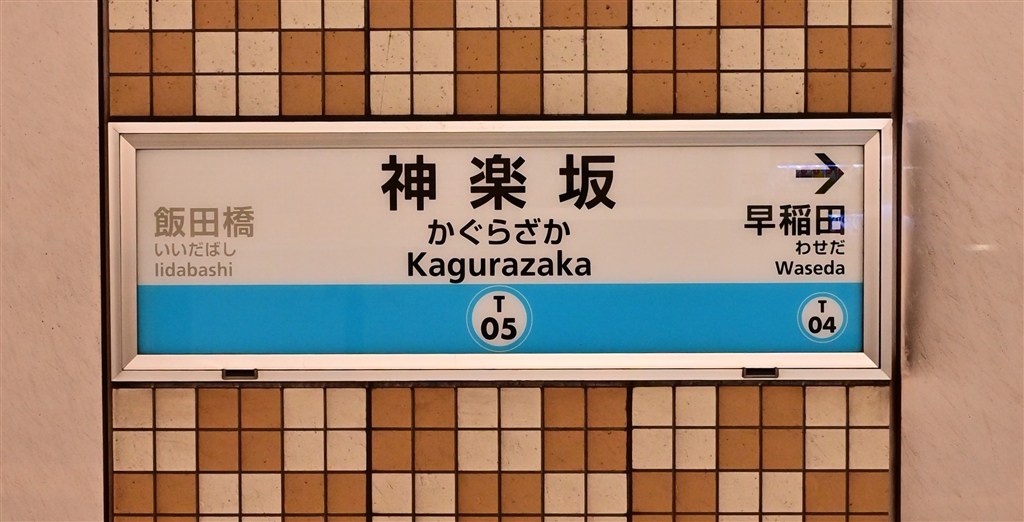 神楽坂
かぐらざか
Kagurazaka
T
05
飯田橋
いいだばし
Iidabashi
→
早稲田
わせだ
Waseda
T
04